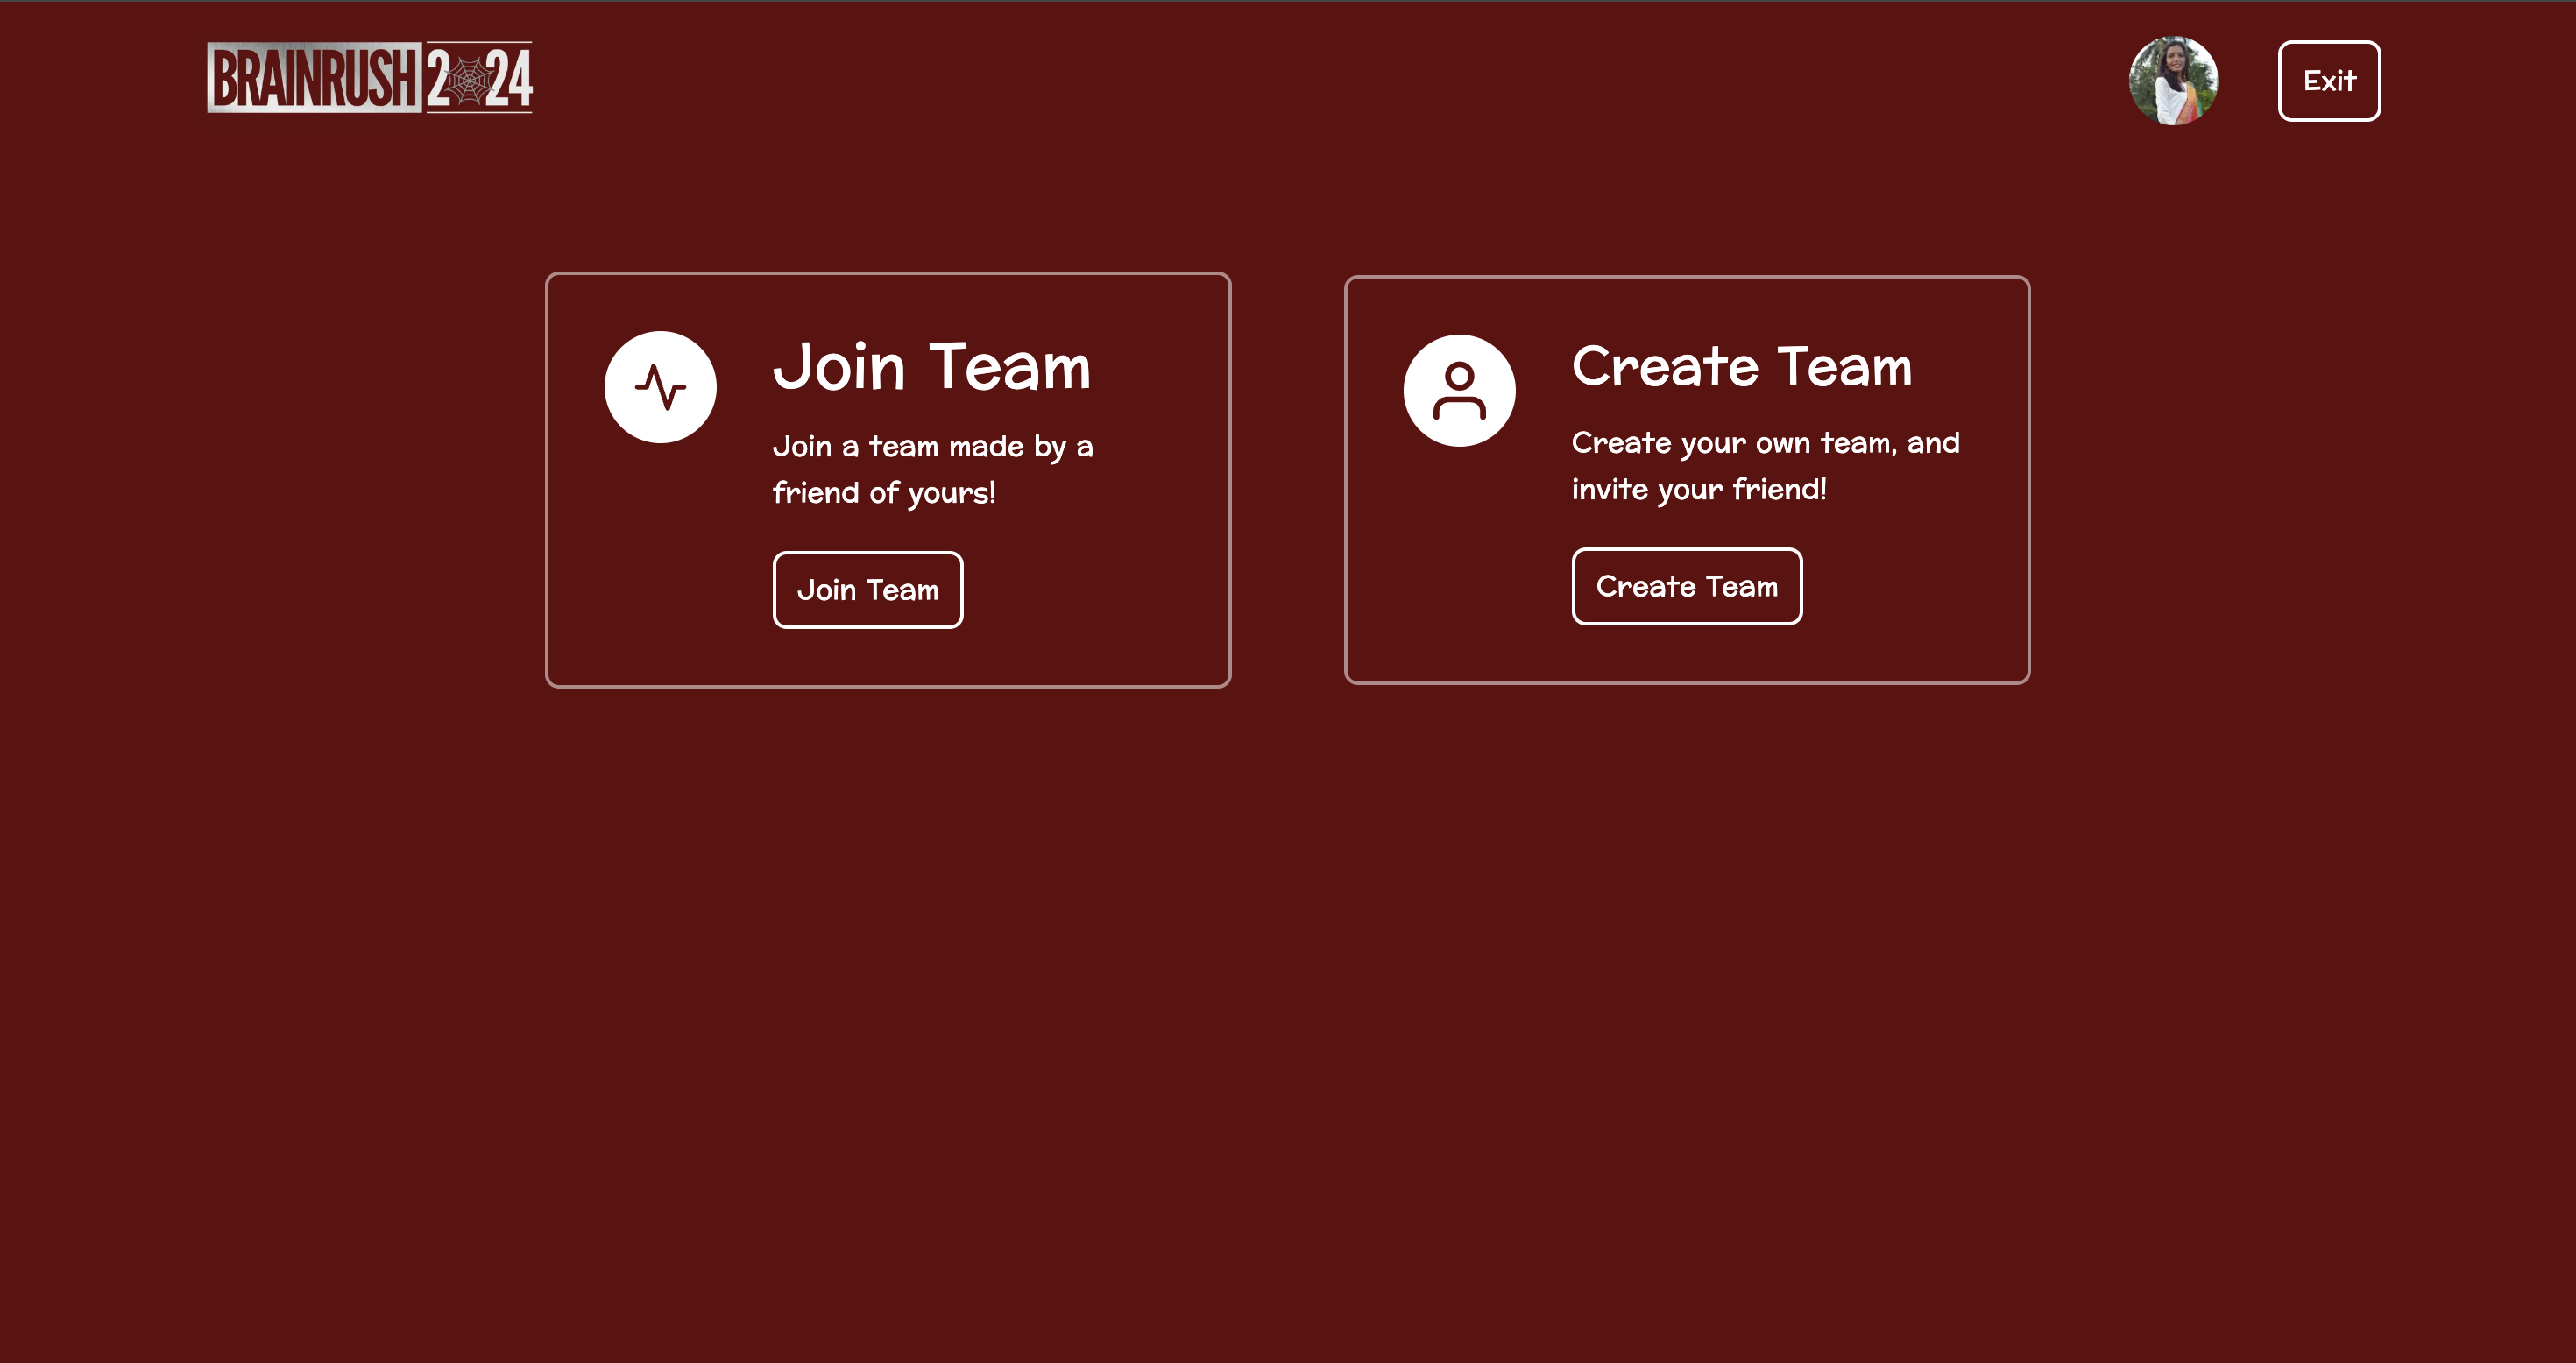 BRAINRUSH 2024
Exit
Join Team
Join a team made by a
friend of yours!
Join Team
Create Team
Create your own team, and
invite your friend!
Create Team